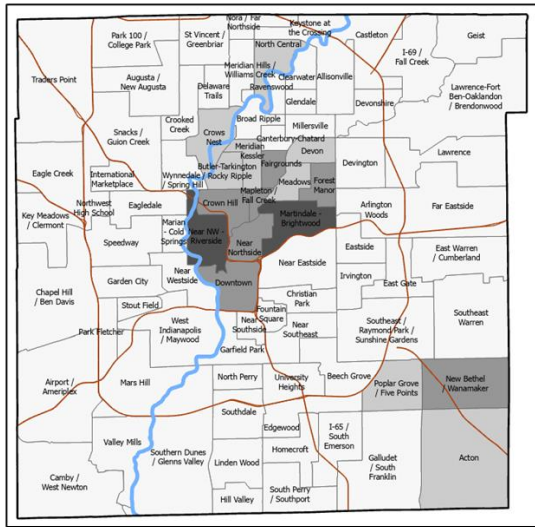 Nora / Far
Northside
Keystone at
the Crossing
Park 100 /
College Park
St Vincent /
Greenbriar
North Central
Castleton
I-69 /
Fall Creek
Geist
Traders Point
Augusta /
New Augusta
Meridian Hills /
Williams Creek
Ravenswood
Clearwater
Allisonville
Delaware
Trails
Glendale
Devonshire
Lawrence-Fort
Ben-Oaklandon
/ Brendonwood
Crooked
Creek
Broad Ripple
Millersville
Snacks /
Guion Creek
Crows
Nest
Meridian
Kessler
Canterbury-Chatard
Devon
Lawrence
Eagle Creek
International
Marketplace
Wynnedale /
Spring Hill
Butler-Tarkington
/ Rocky Ripple
Fairgrounds
Meadows
Forest
Manor
Devington
Key Meadows
/ Clermont
Northwest
High School
Eagledale
Crown Hill
Mapleton /
Fall Creek
Martindale -
Brightwood
Arlington
Woods
Far Eastside
Speedway
Marian
- Cold
Springs
Near NW -
Riverside
Near
Northside
Eastside
East Warren /
Cumberland
Chapel Hill
/ Ben Davis
Garden City
Near
Westside
Downtown
Near Eastside
Irvington
East Gate
Stout Field
Christian
Park
Southeast
Warren
Park Fletcher
West
Indianapolis
/ Maywood
Near
Southside
Fountain
Square
Near
Southeast
Southeast /
Raymond Park /
Sunshine Gardens
Garfield Park
Airport /
Ameriplex
Mars Hill
North Perry
University
Heights
Beech Grove
Poplar Grove
/ Five Points
New Bethel
/ Wanamaker
Southdale
Valley Mills
Southern Dunes
/ Glenns Valley
Edgewood
I-65 /
South
Emerson
Homecroft
Linden Wood
Galludet
/ South
Franklin
Acton
Camby /
West Newton
Hill Valley
South Perry
/ Southport